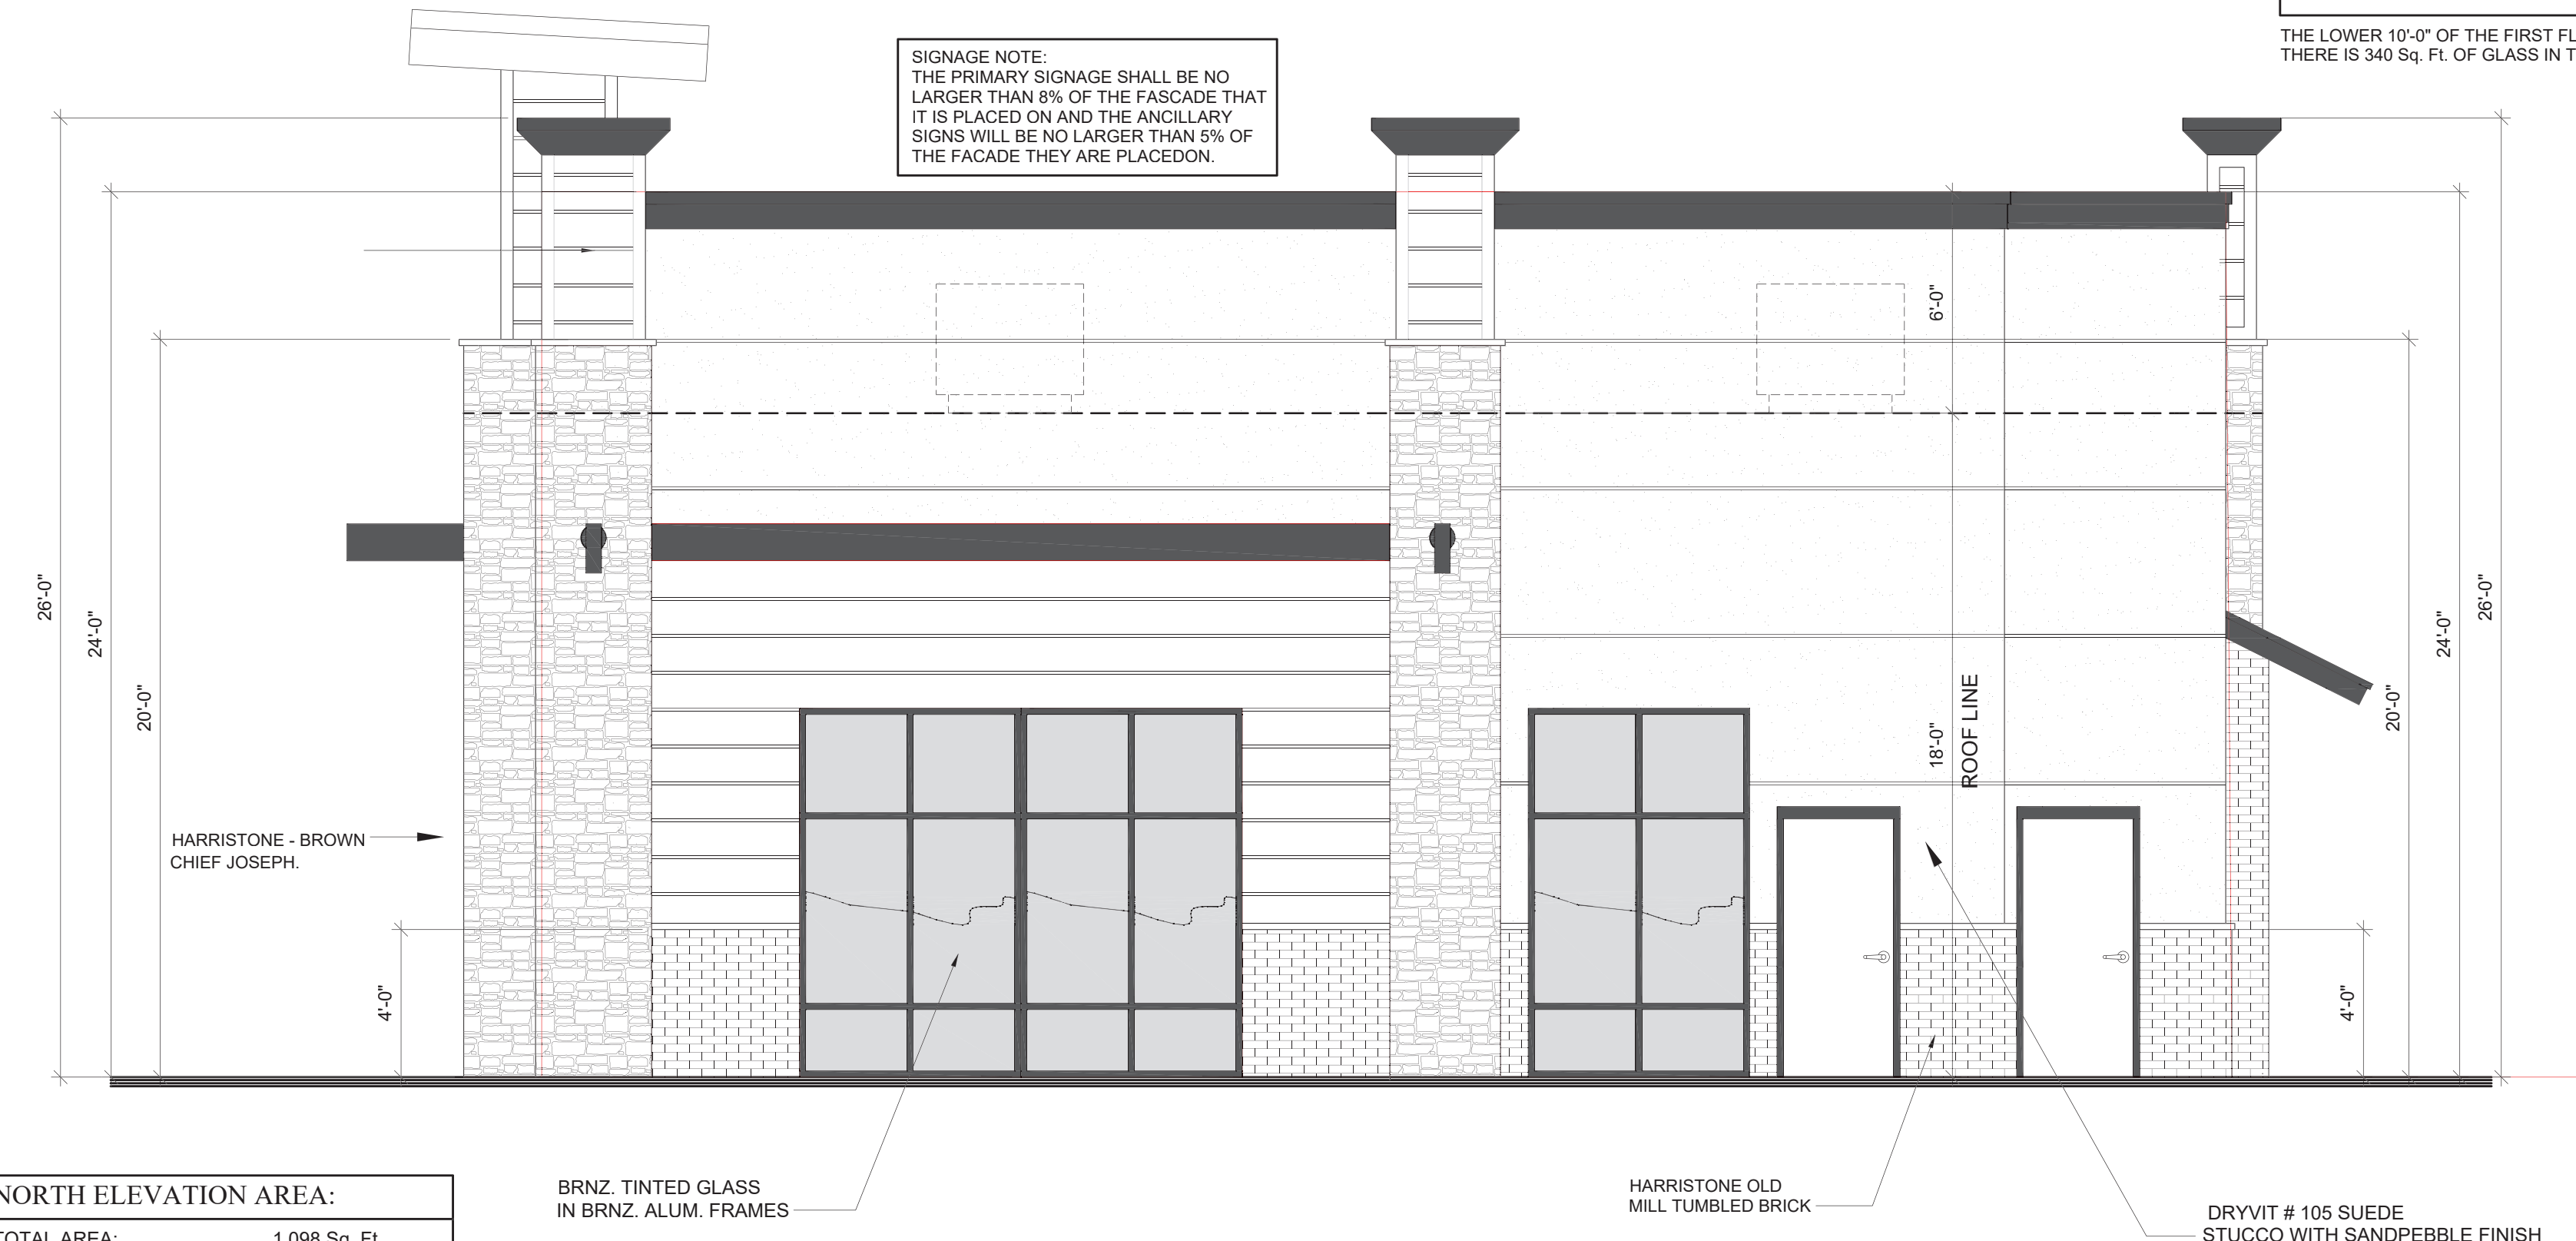 THE LOWER 10'-0" OF THE FIRST FL
THERE IS 340 Sq. Ft. OF GLASS IN T
SIGNAGE NOTE:
THE PRIMARY SIGNAGE SHALL BE NO
LARGER THAN 8% OF THE FASCADE THAT
IT IS PLACED ON AND THE ANCILLARY
SIGNS WILL BE NO LARGER THAN 5% OF
THE FACADE THEY ARE PLACEDON.
26'-0"
24'-0"
20'-0"
4'-0"
HARRISTONE - BROWN
CHIEF JOSEPH.
6'-0"
18'-0"
ROOF LINE
26'-0"
24'-0"
20'-0"
4'-0"
NORTH ELEVATION AREA:
TOTAL AREA: 1,098 Sq. Ft.
BRNZ. TINTED GLASS
IN BRNZ. ALUM. FRAMES
HARRISTONE OLD
MILL TUMBLED BRICK
DRYVIT # 105 SUEDE
STUCCO WITH SANDPEBBLE FINISH